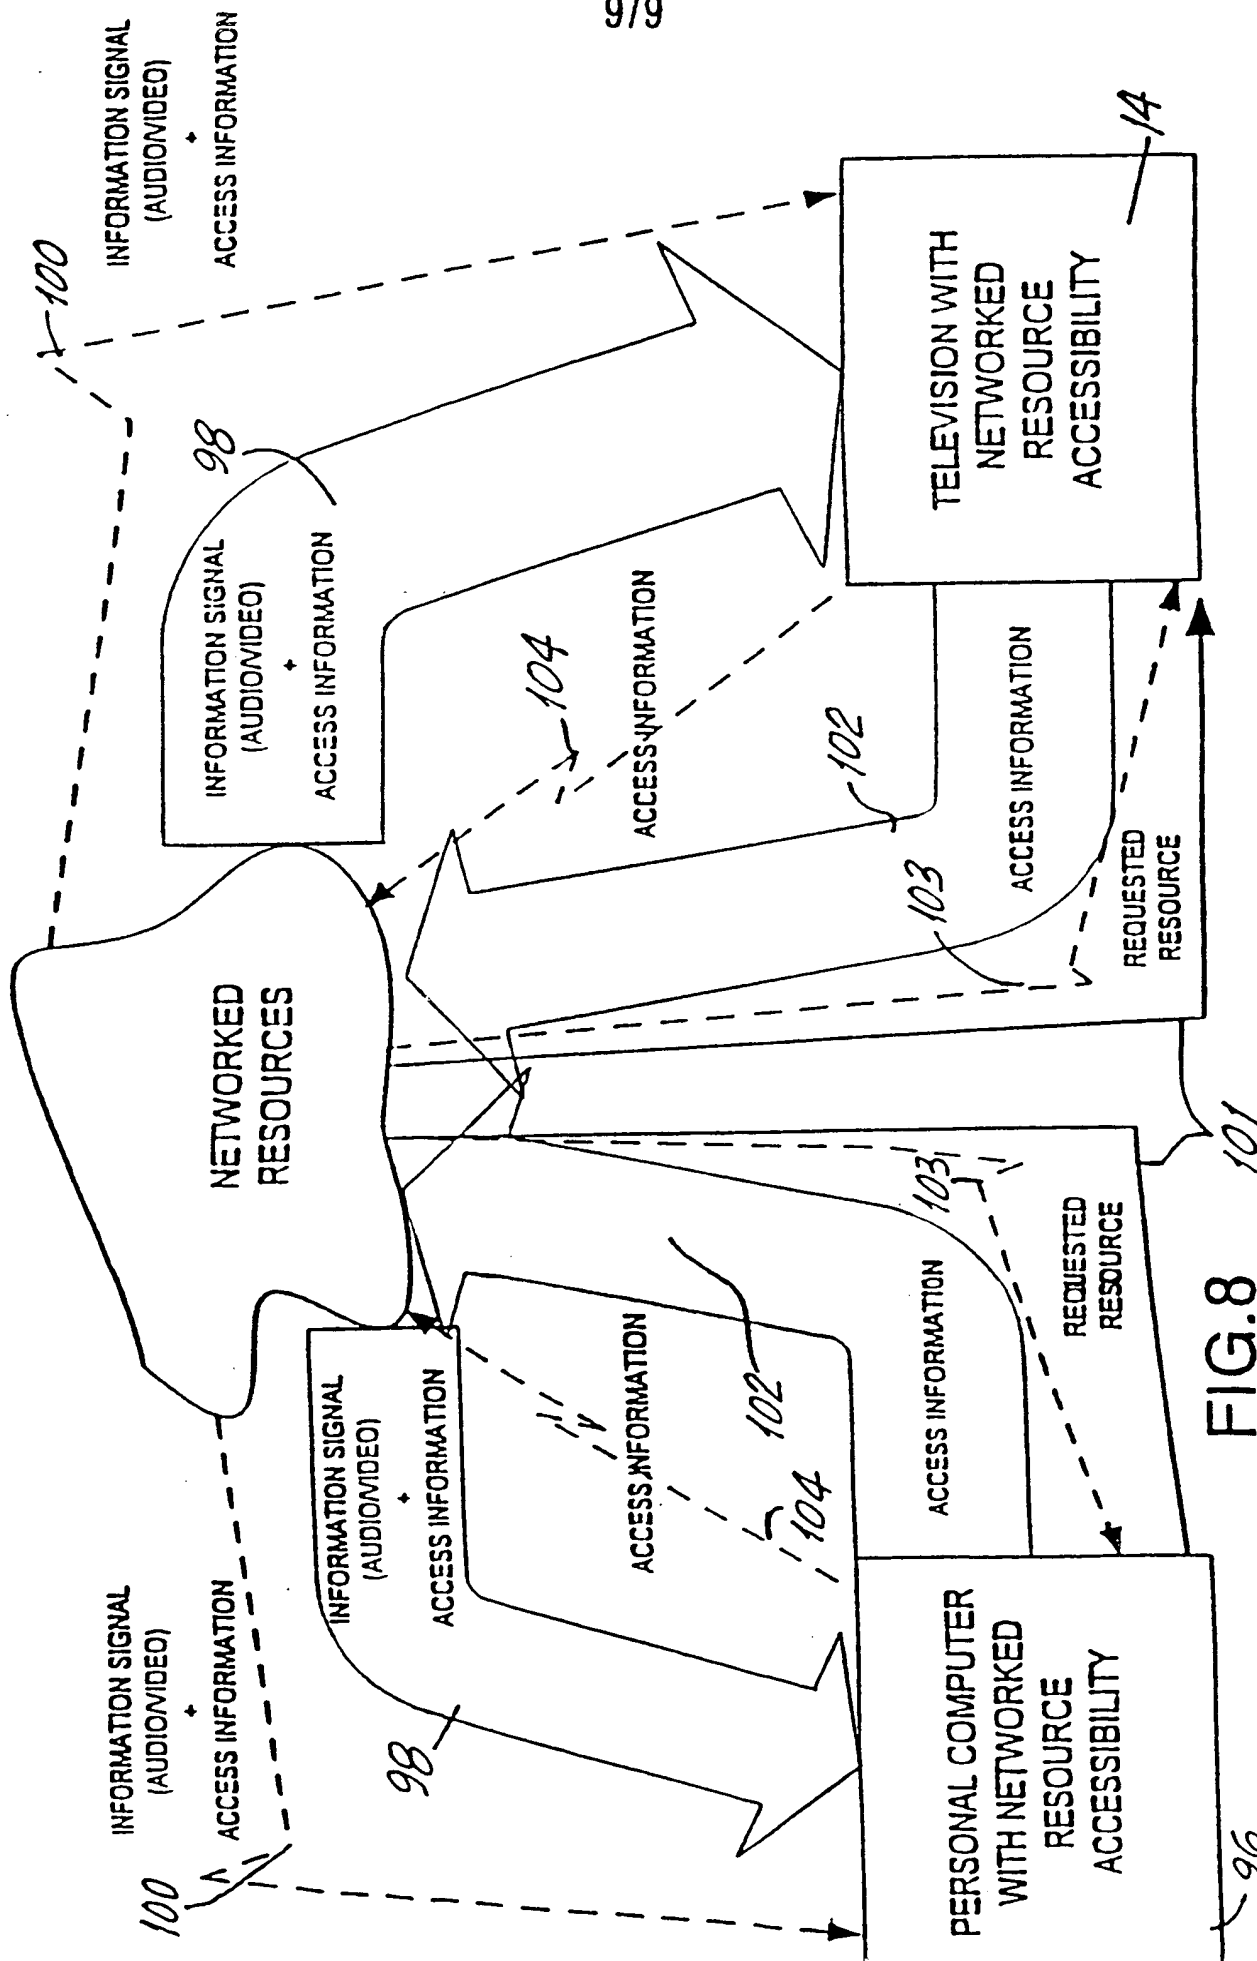 9/9
INFORMATION SIGNAL
(AUDIO/VIDEO)
+
ACCESS INFORMATION
100
INFORMATION SIGNAL
(AUDIO/VIDEO)
+
ACCESS INFORMATION
100
NETWORKED
RESOURCES
INFORMATION SIGNAL
(AUDIO/VIDEO)
+
ACCESS INFORMATION
98
INFORMATION SIGNAL
(AUDIO/VIDEO)
+
ACCESS INFORMATION
98
ACCESS INFORMATION
104
102
ACCESS INFORMATION
104
102
ACCESS INFORMATION
103
REQUESTED
RESOURCE
ACCESS INFORMATION
103
REQUESTED
RESOURCE
101
PERSONAL COMPUTER
WITH NETWORKED
RESOURCE
ACCESSIBILITY
96
TELEVISION WITH
NETWORKED
RESOURCE
ACCESSIBILITY
14
FIG.8